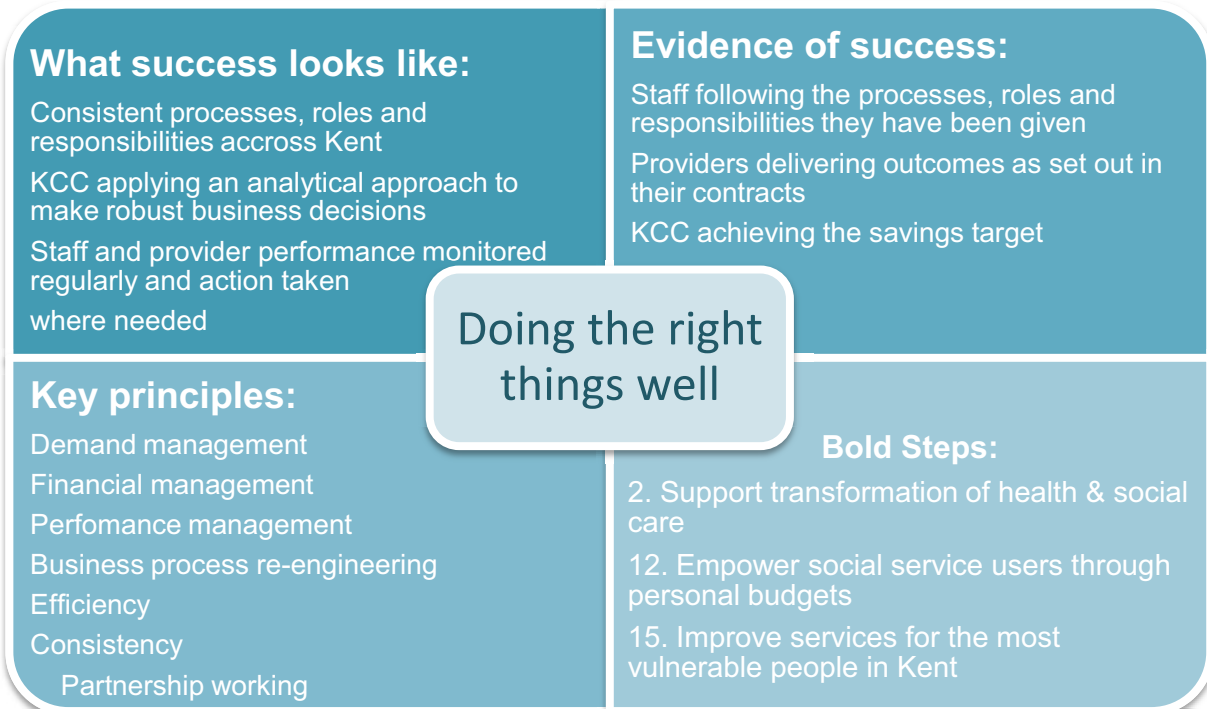 What success looks like:
Consistent processes, roles and
responsibilities accross Kent
KCC applying an analytical approach to
make robust business decisions
Staff and provider performance monitored
regularly and action taken
where needed
Evidence of success:
Staff following the processes, roles and
responsibilities they have been given
Providers delivering outcomes as set out in
their contracts
KCC achieving the savings target
Doing the right
things well
Key principles:
Demand management
Financial management
Perfomance management
Business process re-engineering
Efficiency
Consistency
Partnership working
Bold Steps:
2. Support transformation of health & social
care
12. Empower social service users through
personal budgets
15. Improve services for the most
vulnerable people in Kent